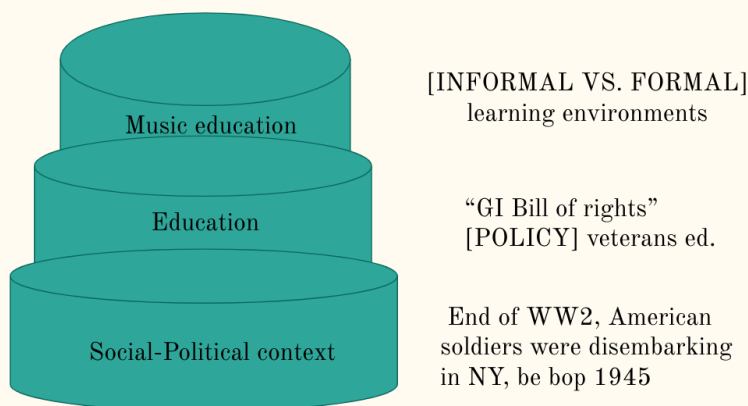 Music education
[INFORMAL VS. FORMAL]
learning environments
Education
“GI Bill of rights”
[POLICY] veterans ed.
Social-Political context
End of WW2, American
soldiers were disembarking
in NY, be bop 1945